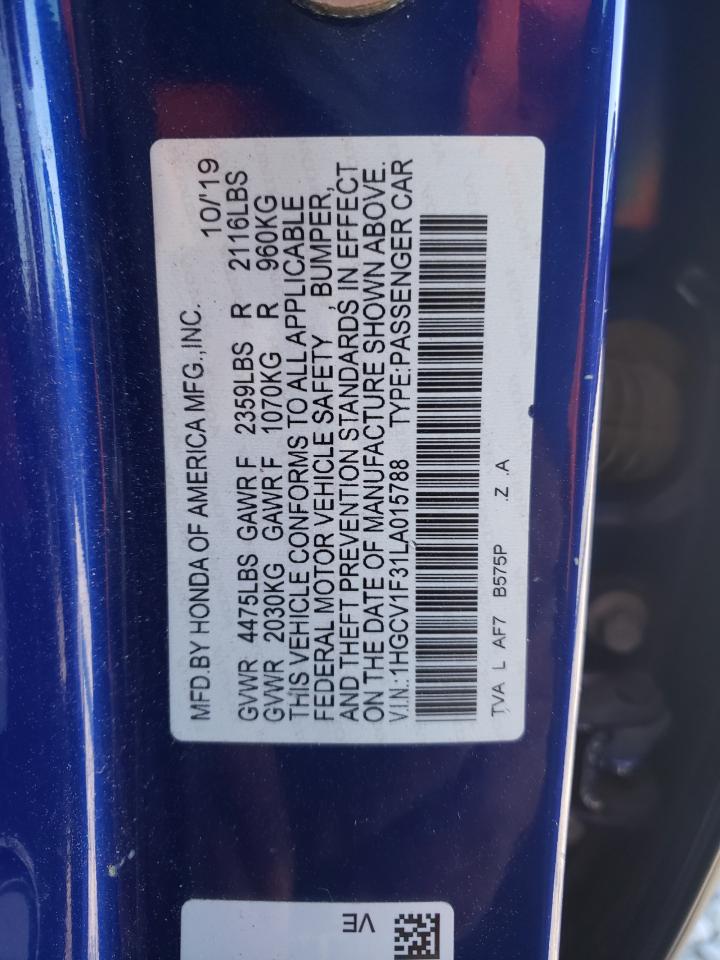 MFD.BY HONDA OF AMERICA MFG.,INC. 10/'19
GVWR 4475LBS GAWR F 2359LBS R 2116LBS
GVWR 2030KG GAWR F 1070KG R 960KG
THIS VEHICLE CONFORMS TO ALL APPLICABLE
FEDERAL MOTOR VEHICLE SAFETY , BUMPER,
AND THEFT PREVENTION STANDARDS IN EFFECT
ON THE DATE OF MANUFACTURE SHOWN ABOVE.
V.I.N.:1HGCV1F31LA015788 TYPE:PASSENGER CAR
TVA L AF7 B575P .Z .A
VE